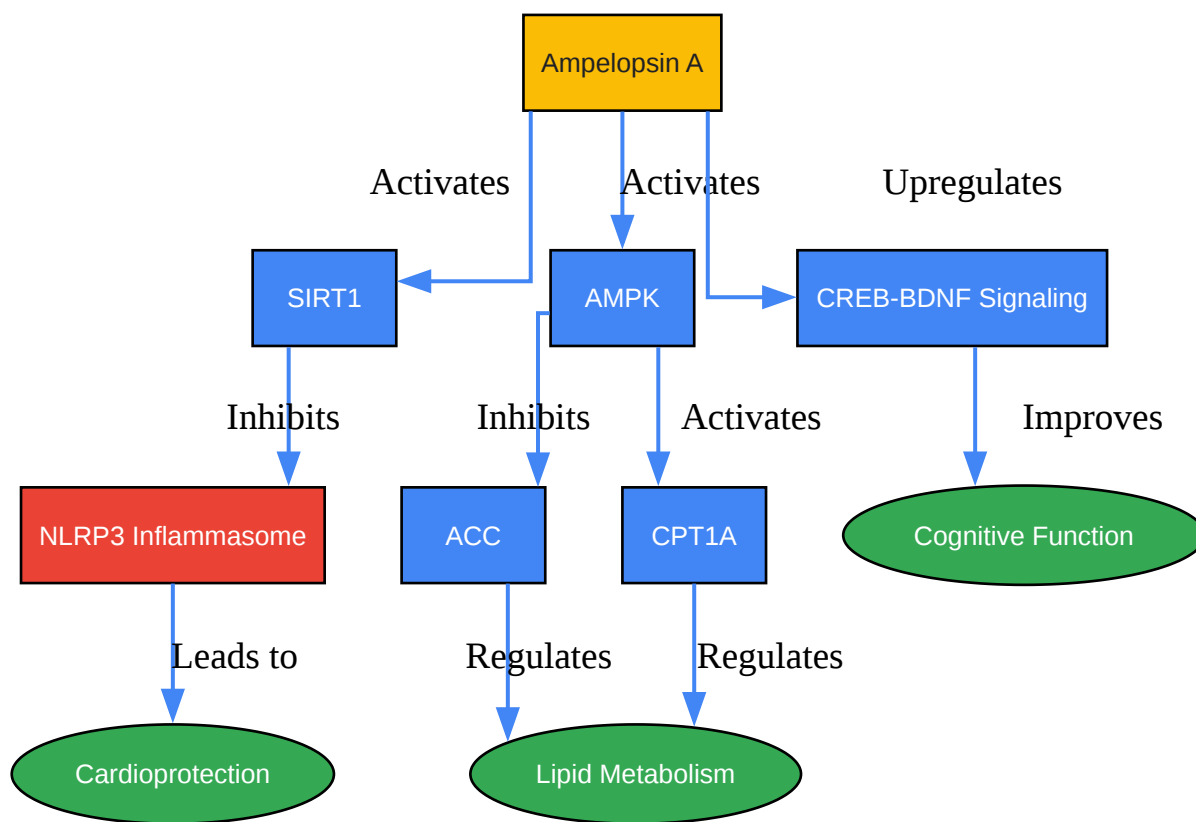 Ampelopsin A
Activates
Activates
Upregulates
SIRT1
AMPK
CREB-BDNF Signaling
Inhibits
Inhibits
Activates
Improves
NLRP3 Inflammasome
ACC
CPT1A
Cognitive Function
Leads to
Regulates
Regulates
Cardioprotection
Lipid Metabolism